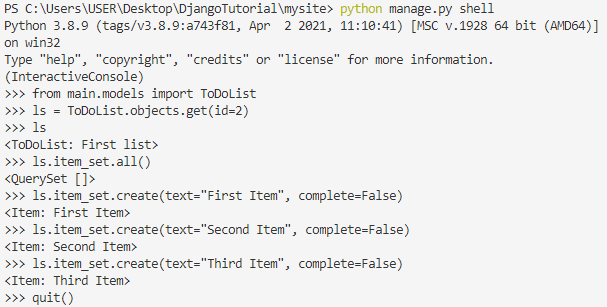 PS C:\Users\USER\Desktop\DjangoTutorial\mysite> python manage.py shell
Python 3.8.9 (tags/v3.8.9:a743f81, Apr  2 2021, 11:10:41) [MSC v.1928 64 bit (AMD64)]
on win32
Type "help", "copyright", "credits" or "license" for more information.
(InteractiveConsole)
>>> from main.models import ToDoList
>>> ls = ToDoList.objects.get(id=2)
>>> ls
<ToDoList: First list>
>>> ls.item_set.all()
<QuerySet []>
>>> ls.item_set.create(text="First Item", complete=False)
<Item: First Item>
>>> ls.item_set.create(text="Second Item", complete=False)
<Item: Second Item>
>>> ls.item_set.create(text="Third Item", complete=False)
<Item: Third Item>
>>> quit()